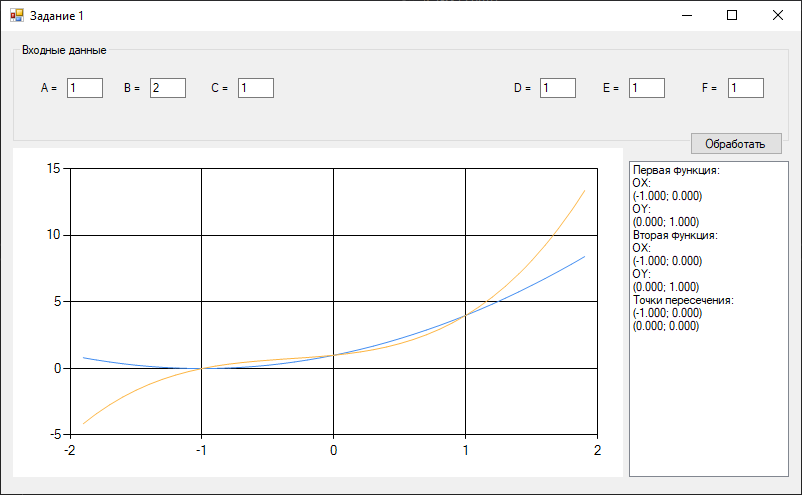 Задание 1
Входные данные
A = 1 B = 2 C = 1 D = 1 E = 1 F = 1
Обработать
15
10
5
0
-5
-2 -1 0 1 2
Первая функция:
OX:
(-1.000; 0.000)
OY:
(0.000; 1.000)
Вторая функция:
OX:
(-1.000; 0.000)
OY:
(0.000; 1.000)
Точки пересечения:
(-1.000; 0.000)
(0.000; 0.000)